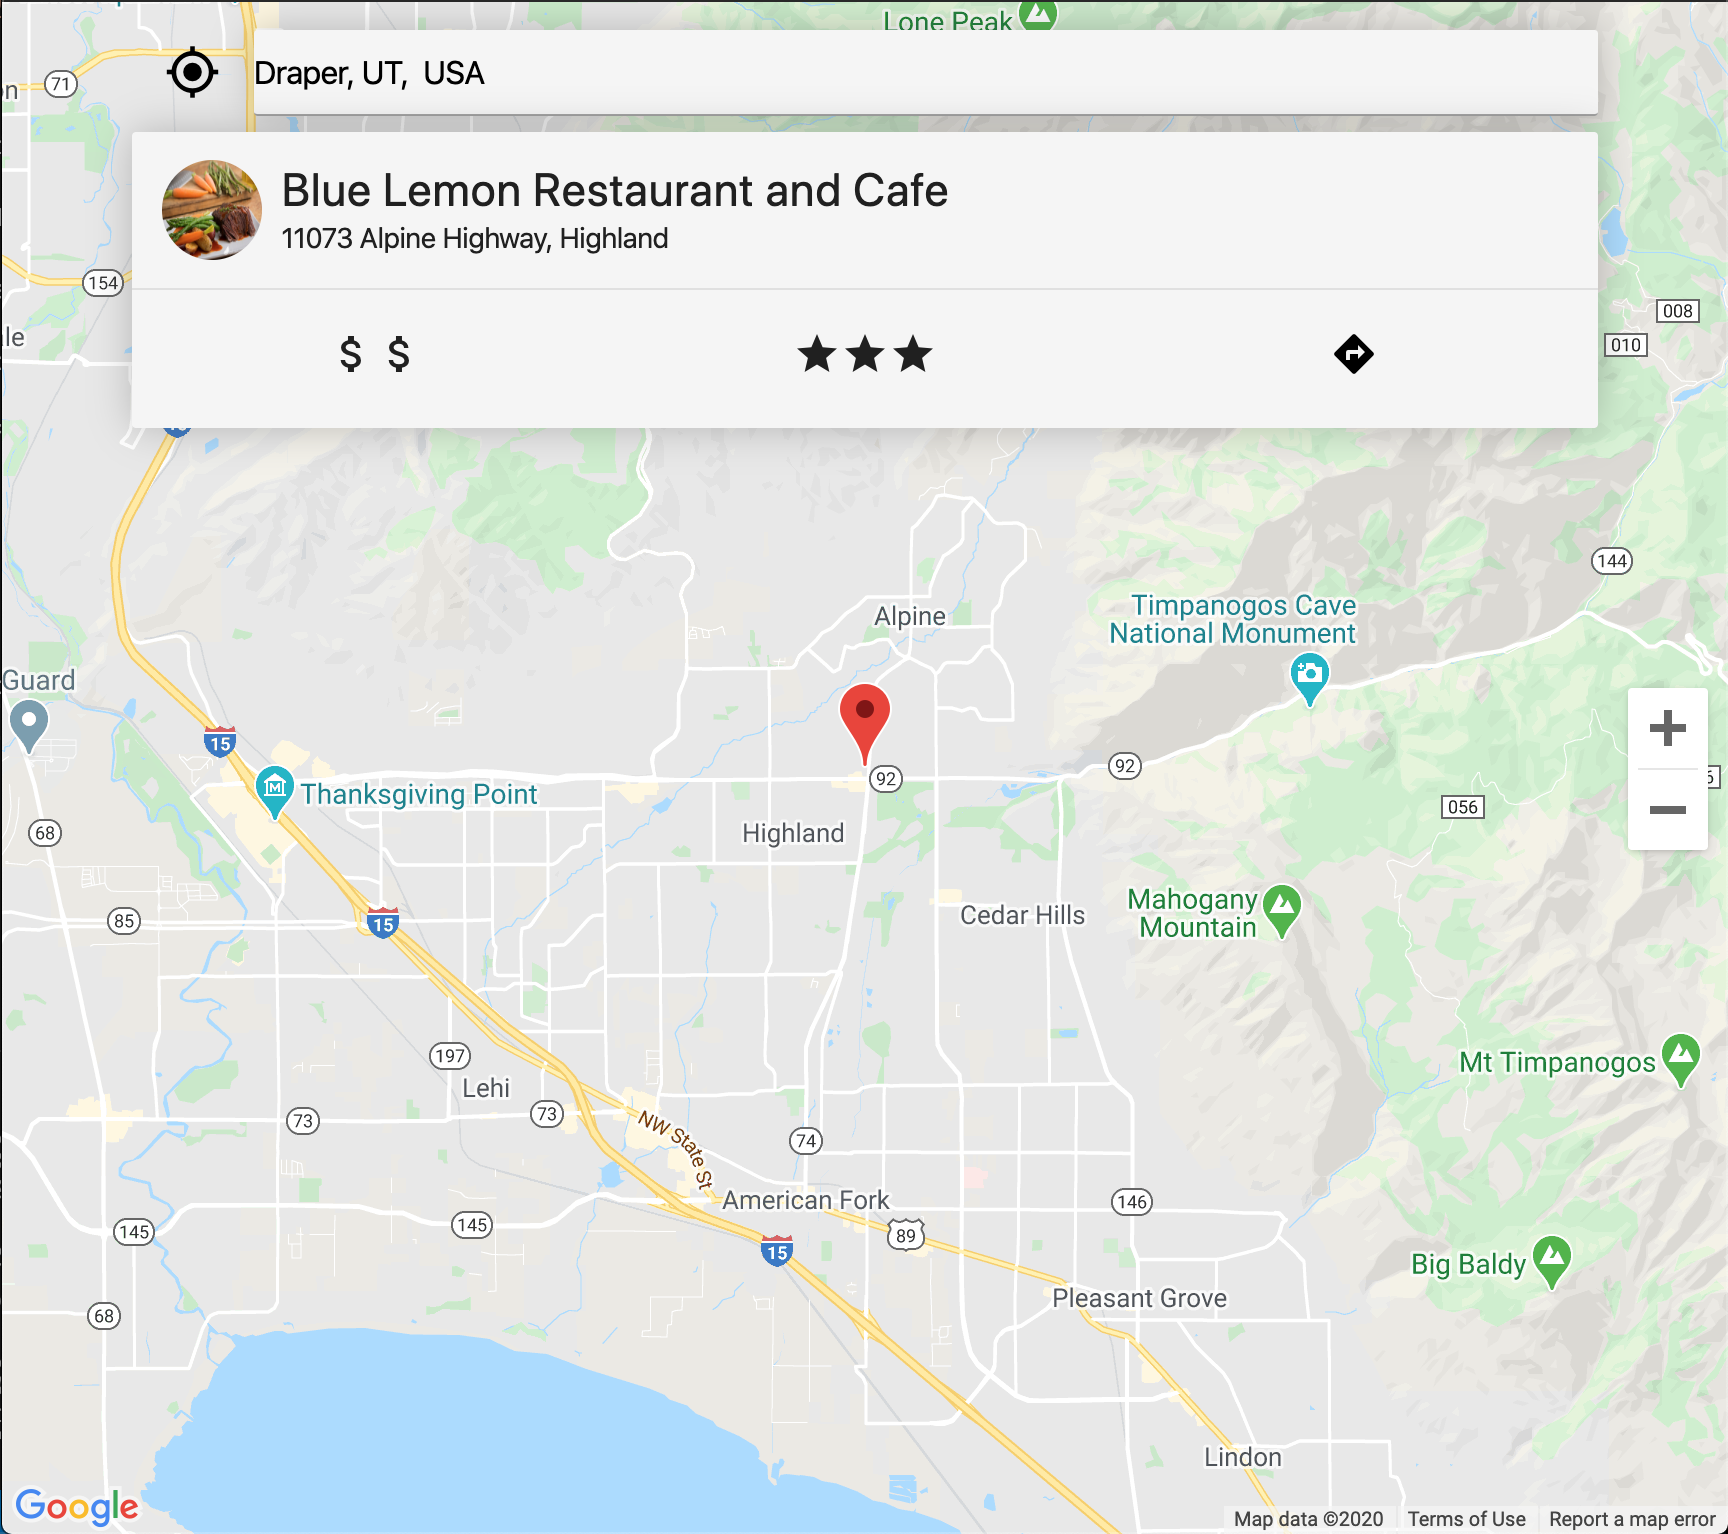 Lone Peak
71
Draper, UT, USA
Blue Lemon Restaurant and Cafe
11073 Alpine Highway, Highland
154
$ $
008
010
144
Alpine
Timpanogos Cave
National Monument
Guard
15
92
92
Thanksgiving Point
056
68
Highland
85
15
Cedar Hills
Mahogany
Mountain
197
Lehi
Mt Timpanogos
73
73
NW State St
74
American Fork
146
145
145
89
15
Big Baldy
68
Pleasant Grove
Lindon
Google
Map data ©2020
Terms of Use
Report a map error